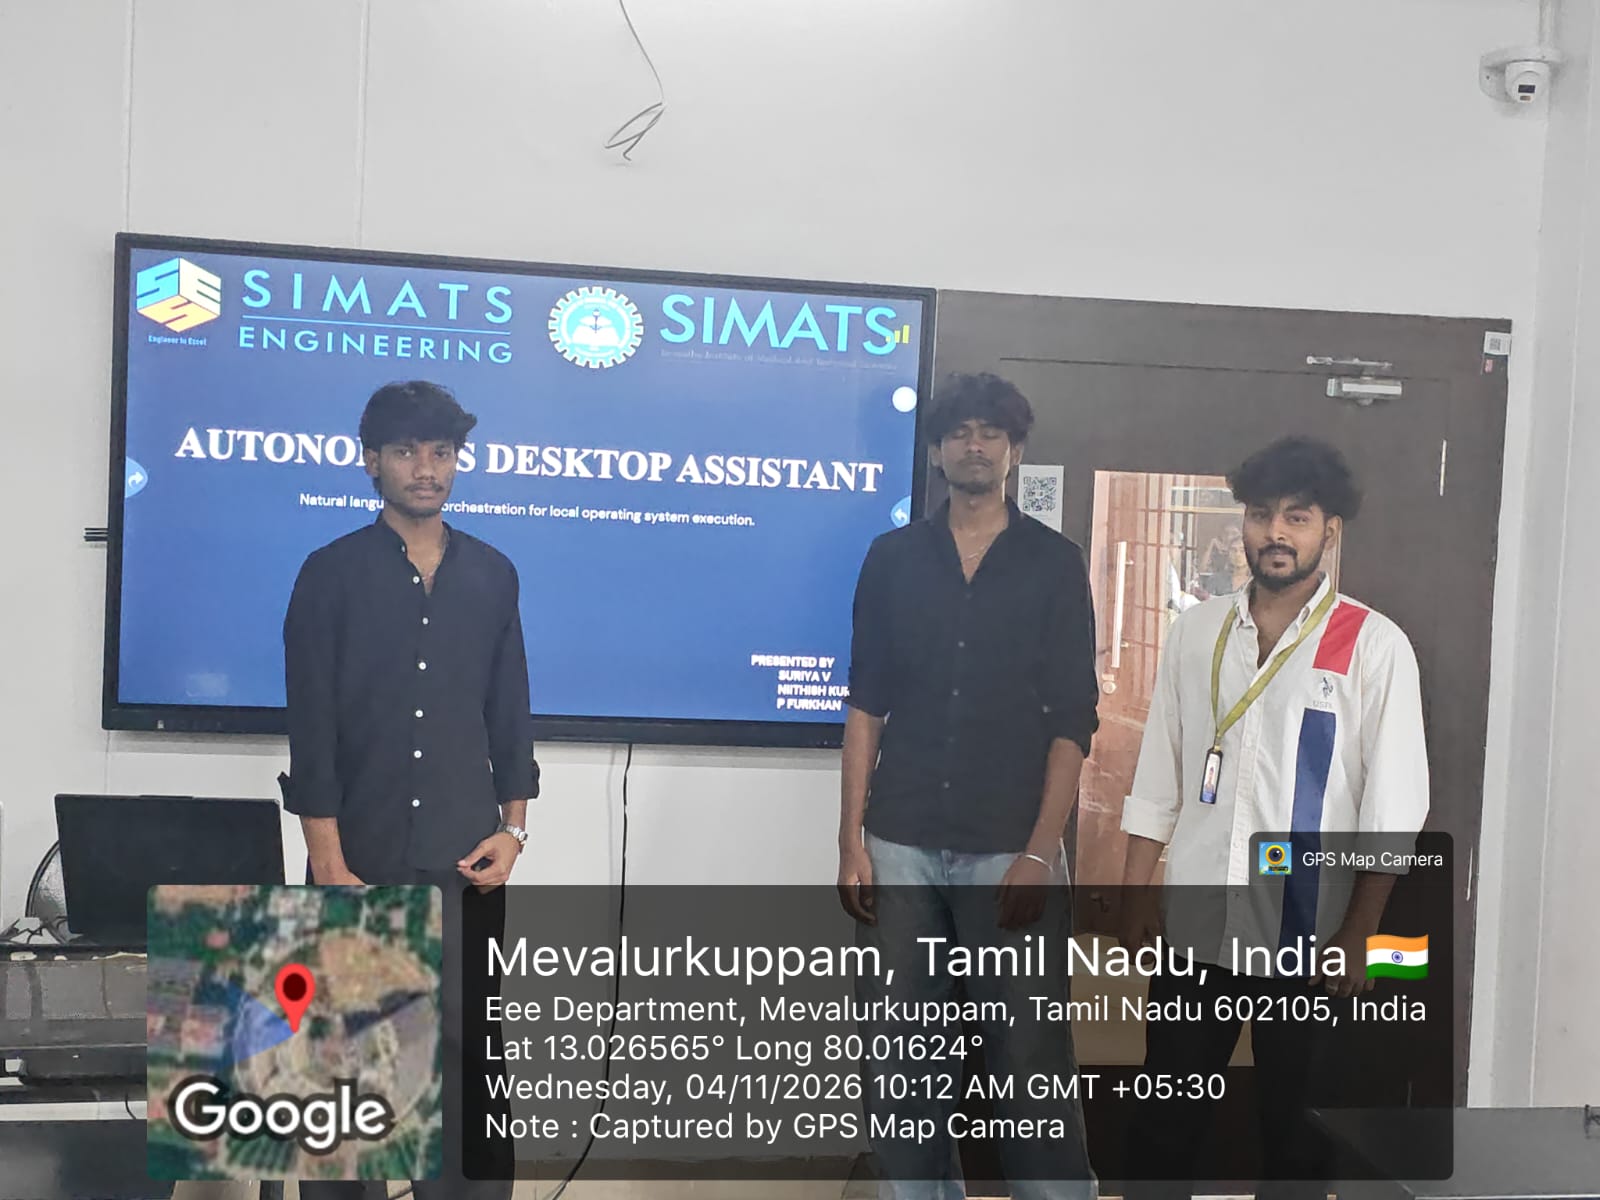 SIMATS
ENGINEERING
Engineer to Excel
SIMATS
AUTONO S DESKTOP ASSISTANT
Natural langu orchestration for local operating system execution.
PRESENTED BY
SURIYA V
NIITHISH KU
P FURKHAN
GPS Map Camera
Mevalurkuppam, Tamil Nadu, India
Eee Department, Mevalurkuppam, Tamil Nadu 602105, India
Lat 13.026565° Long 80.01624°
Wednesday, 04/11/2026 10:12 AM GMT +05:30
Note : Captured by GPS Map Camera
Google